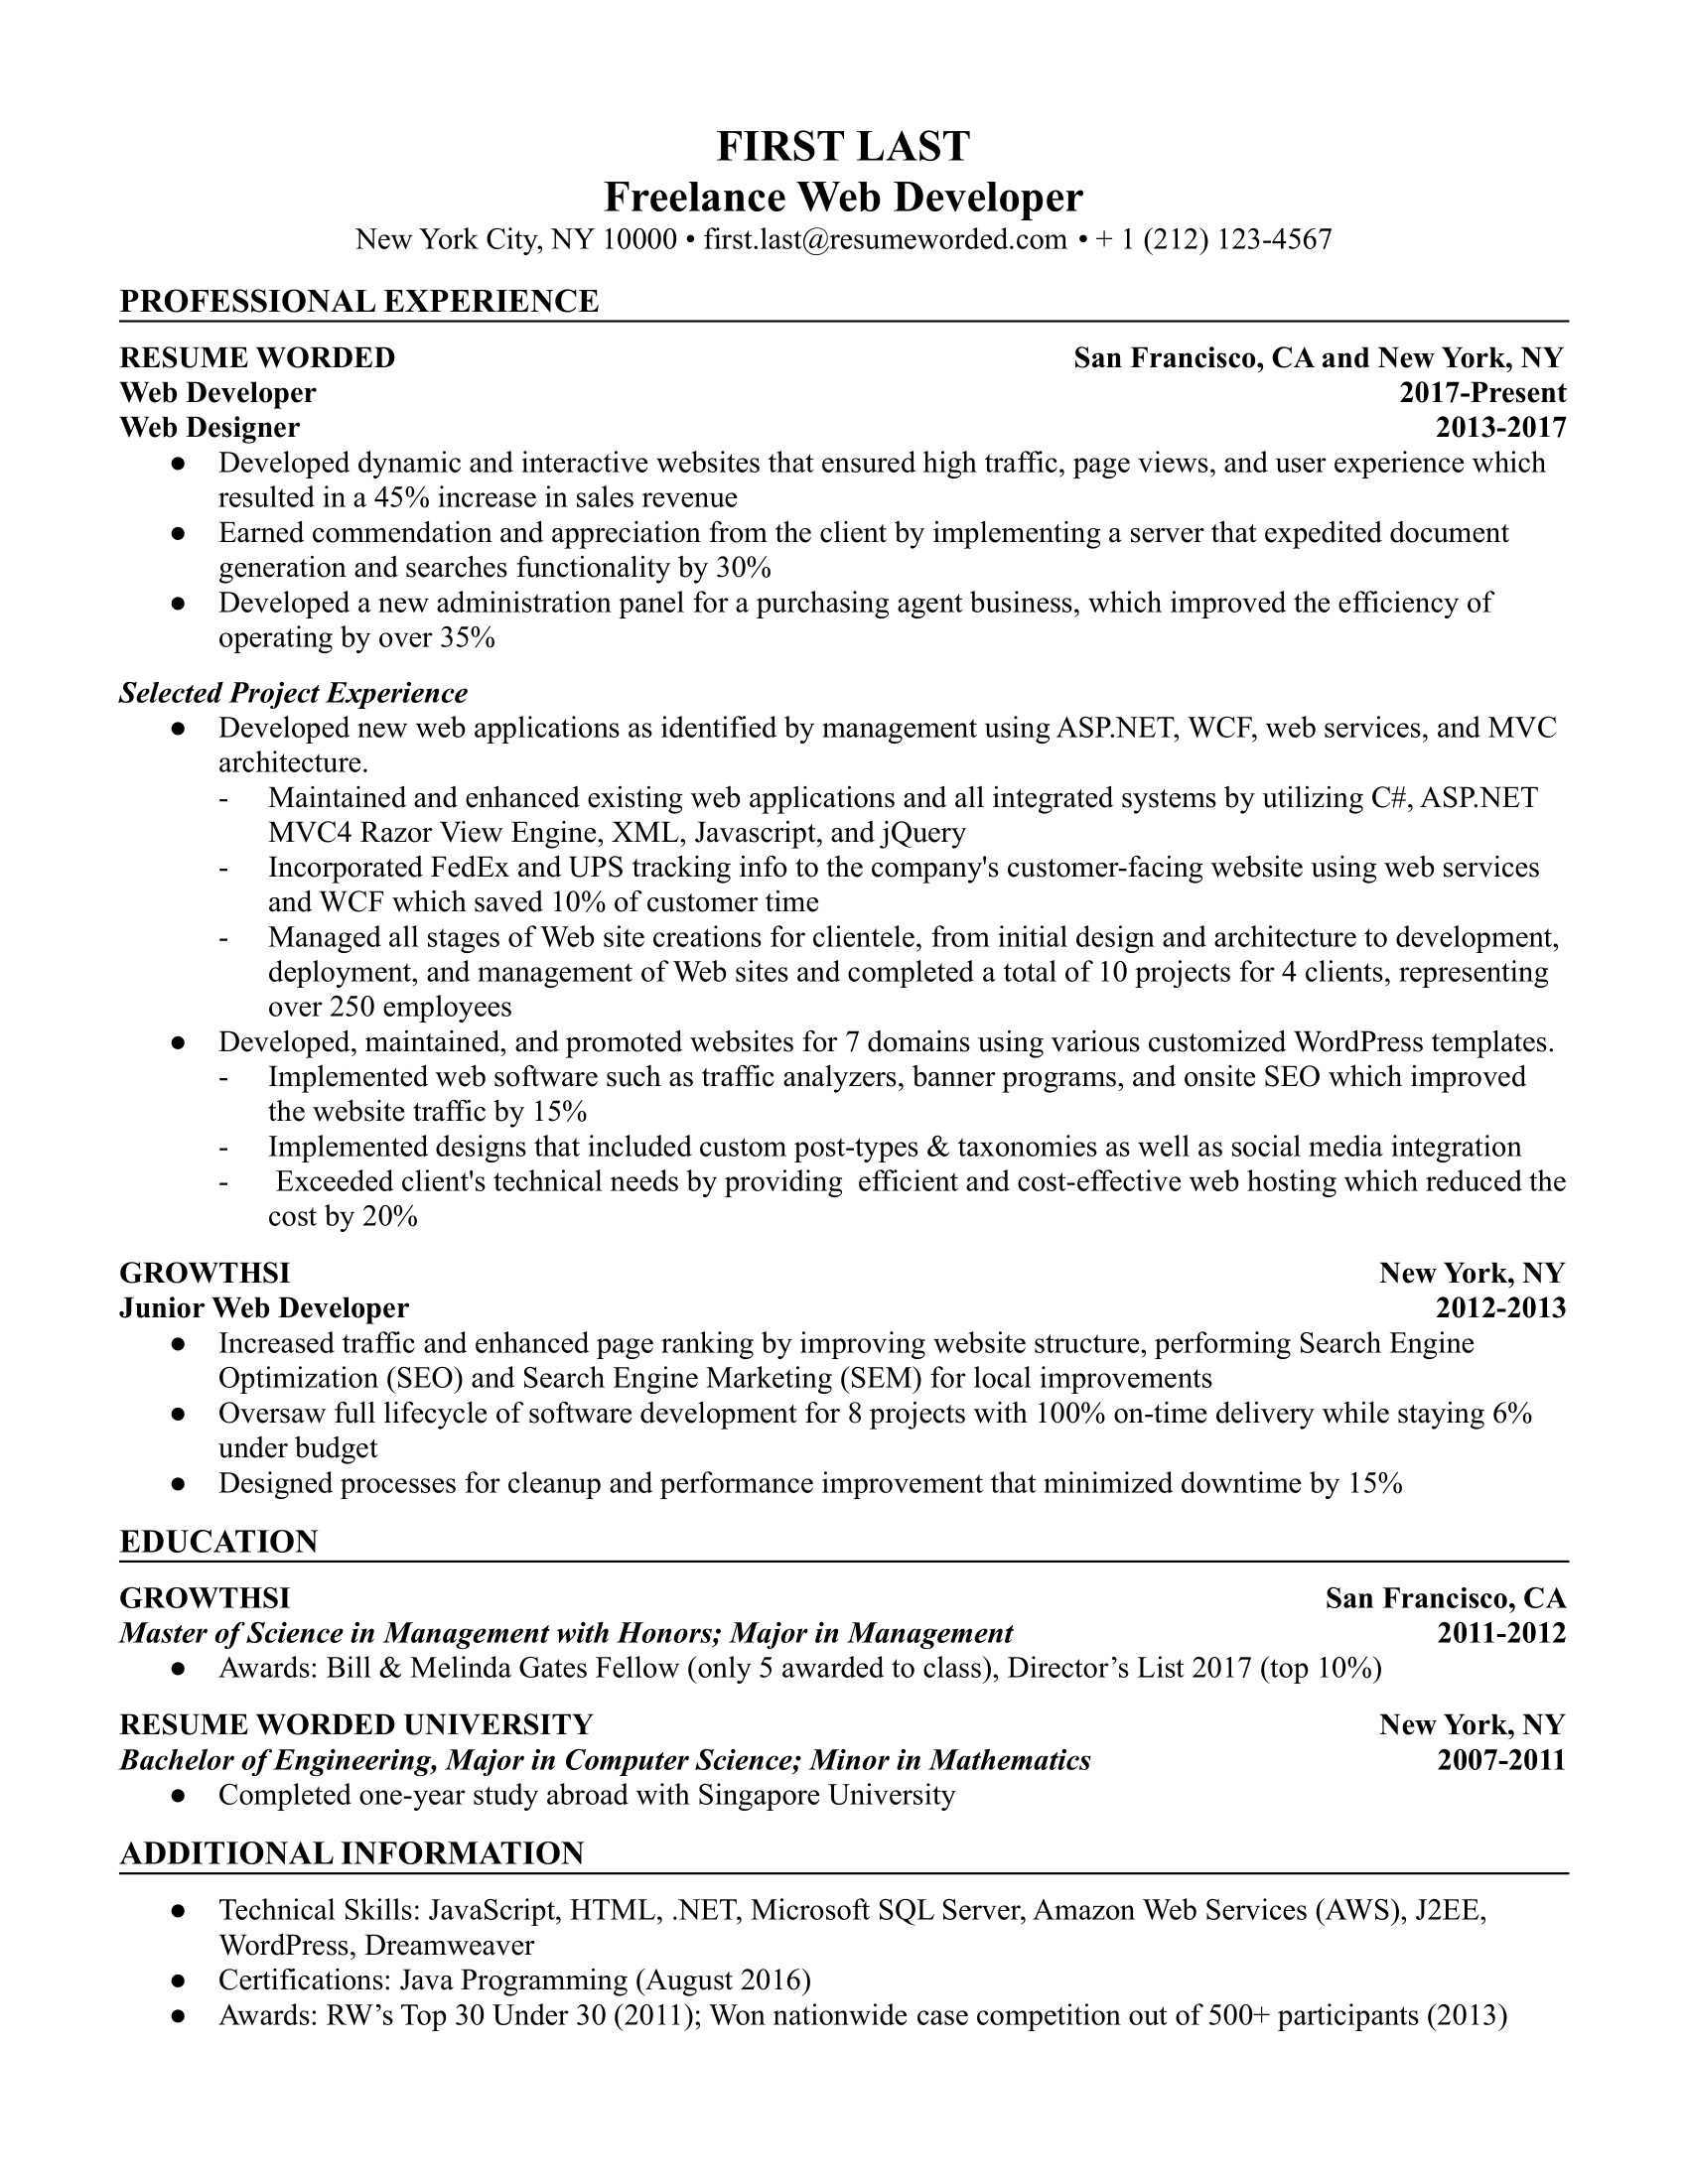 FIRST LAST
Freelance Web Developer
New York City, NY 10000 • first.last@resumeworded.com • + 1 (212) 123-4567
PROFESSIONAL EXPERIENCE
RESUME WORDED San Francisco, CA and New York, NY
Web Developer 2017-Present
Web Designer 2013-2017
● Developed dynamic and interactive websites that ensured high traffic, page views, and user experience which
resulted in a 45% increase in sales revenue
● Earned commendation and appreciation from the client by implementing a server that expedited document
generation and searches functionality by 30%
● Developed a new administration panel for a purchasing agent business, which improved the efficiency of
operating by over 35%
Selected Project Experience
● Developed new web applications as identified by management using ASP.NET, WCF, web services, and MVC
architecture.
- Maintained and enhanced existing web applications and all integrated systems by utilizing C#, ASP.NET
MVC4 Razor View Engine, XML, Javascript, and jQuery
- Incorporated FedEx and UPS tracking info to the company's customer-facing website using web services
and WCF which saved 10% of customer time
- Managed all stages of Web site creations for clientele, from initial design and architecture to development,
deployment, and management of Web sites and completed a total of 10 projects for 4 clients, representing
over 250 employees
● Developed, maintained, and promoted websites for 7 domains using various customized WordPress templates.
- Implemented web software such as traffic analyzers, banner programs, and onsite SEO which improved
the website traffic by 15%
- Implemented designs that included custom post-types & taxonomies as well as social media integration
- Exceeded client's technical needs by providing  efficient and cost-effective web hosting which reduced the
cost by 20%
GROWTHSI New York, NY
Junior Web Developer 2012-2013
● Increased traffic and enhanced page ranking by improving website structure, performing Search Engine
Optimization (SEO) and Search Engine Marketing (SEM) for local improvements
● Oversaw full lifecycle of software development for 8 projects with 100% on-time delivery while staying 6%
under budget
● Designed processes for cleanup and performance improvement that minimized downtime by 15%
EDUCATION
GROWTHSI San Francisco, CA
Master of Science in Management with Honors; Major in Management 2011-2012
● Awards: Bill & Melinda Gates Fellow (only 5 awarded to class), Director’s List 2017 (top 10%)
RESUME WORDED UNIVERSITY New York, NY
Bachelor of Engineering, Major in Computer Science; Minor in Mathematics 2007-2011
● Completed one-year study abroad with Singapore University
ADDITIONAL INFORMATION
● Technical Skills: JavaScript, HTML, .NET, Microsoft SQL Server, Amazon Web Services (AWS), J2EE,
WordPress, Dreamweaver
● Certifications: Java Programming (August 2016)
● Awards: RW’s Top 30 Under 30 (2011); Won nationwide case competition out of 500+ participants (2013)